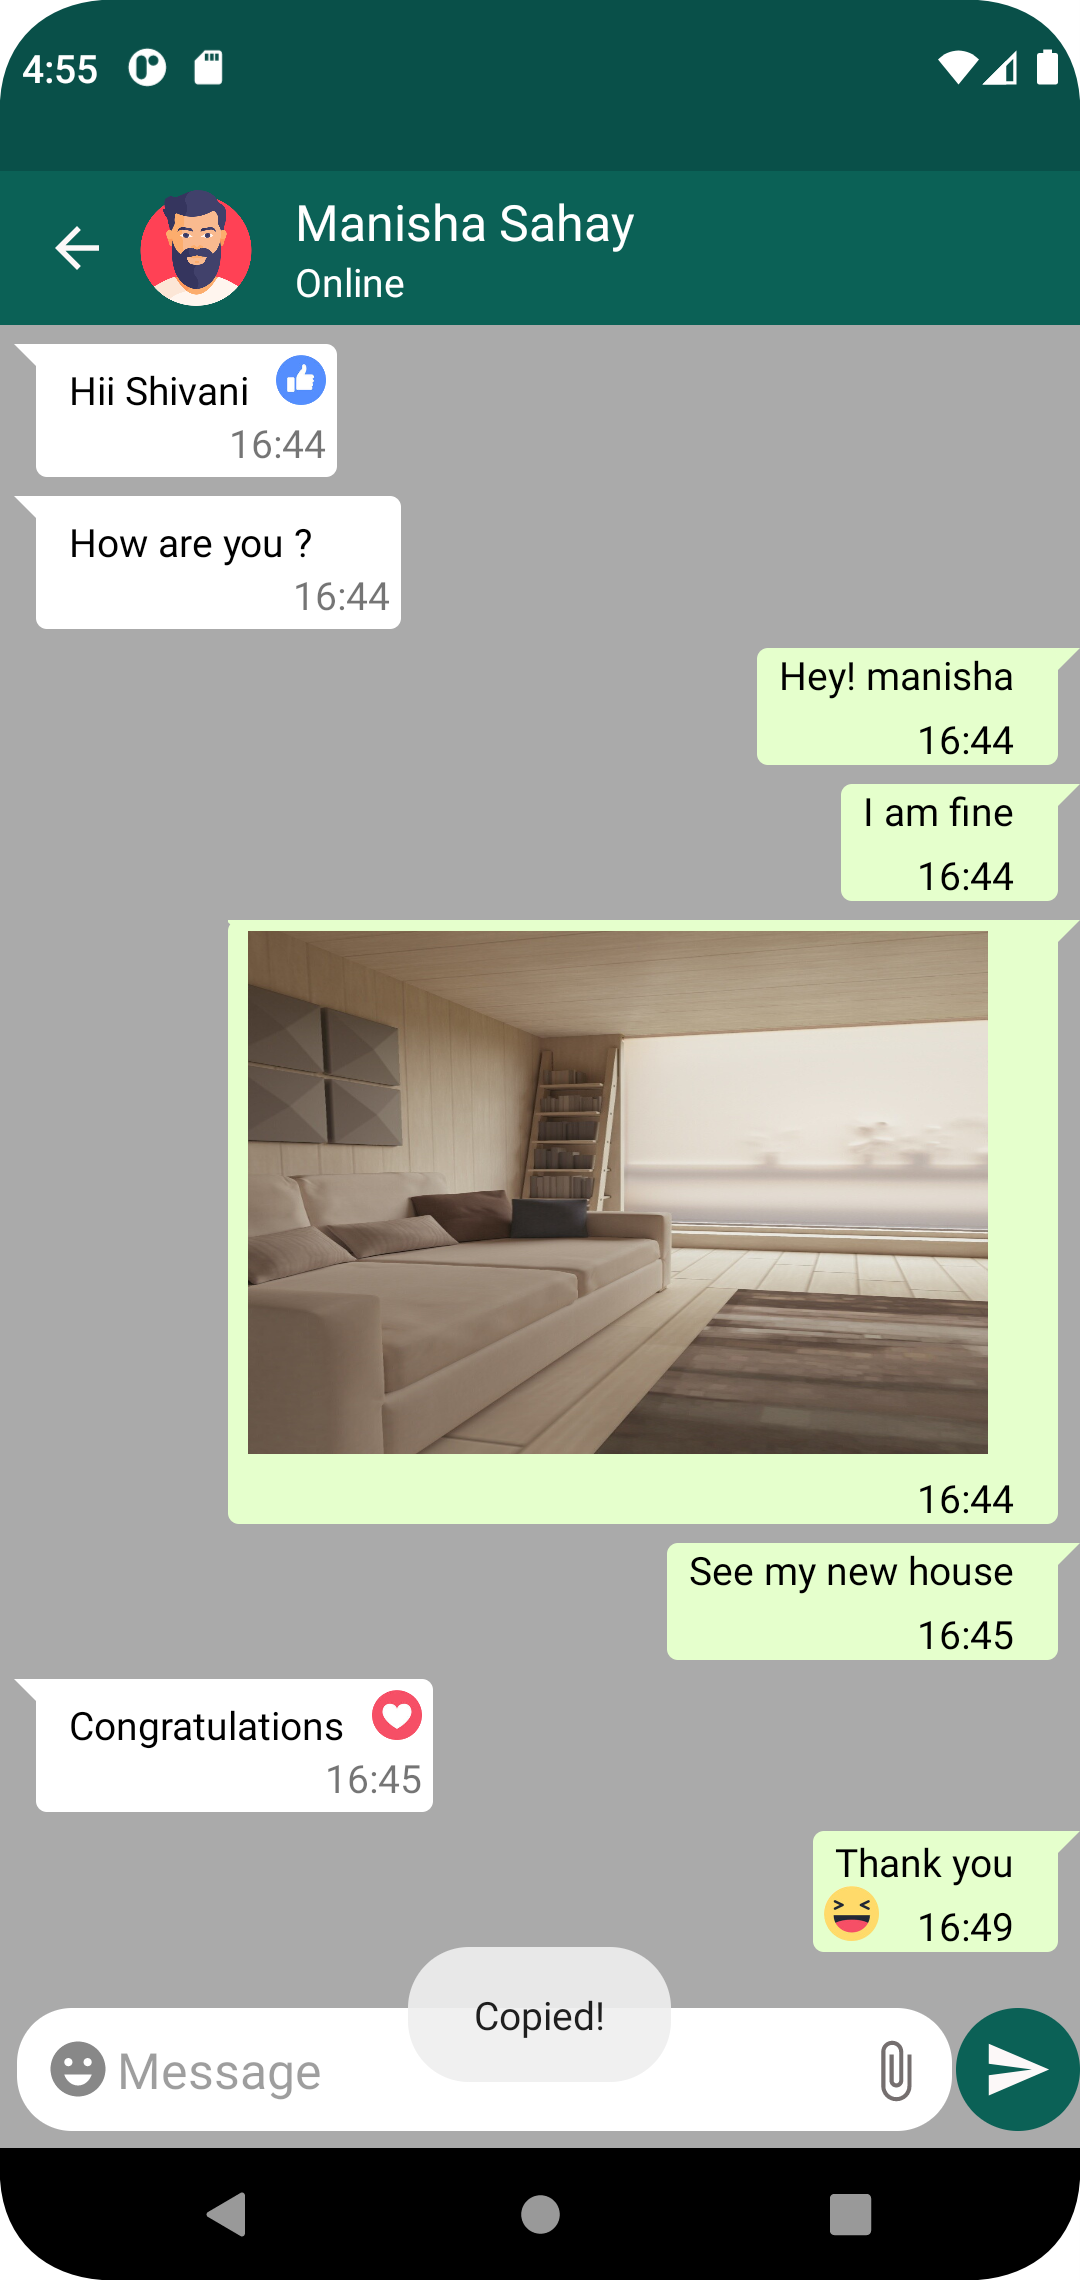 4:55
Manisha Sahay
Online
Hii Shivani
16:44
How are you ?
16:44
Hey! manisha
16:44
I am fine
16:44
16:44
See my new house
16:45
Congratulations
16:45
Thank you
16:49
Copied!
Message